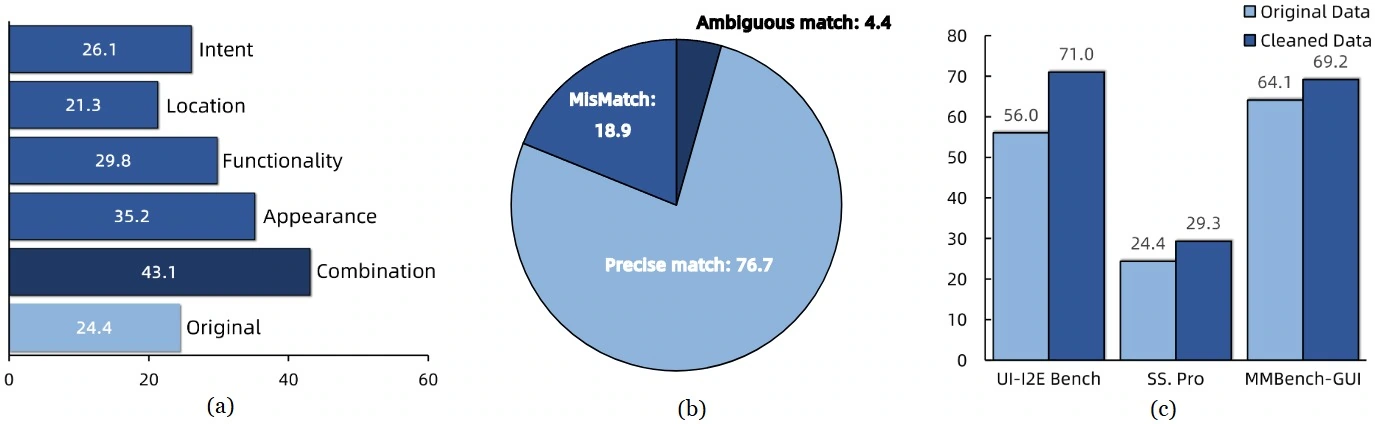 26.1 Intent
21.3 Location
29.8 Functionality
35.2 Appearance
43.1 Combination
24.4 Original
0 20 40 60
(a)
Ambiguous match: 4.4
MisMatch:
18.9
Precise match: 76.7
(b)
Original Data
Cleaned Data
80
70
60
50
40
30
20
10
0
56.0
71.0
24.4
29.3
64.1
69.2
UI-I2E Bench SS. Pro MMBench-GUI
(c)